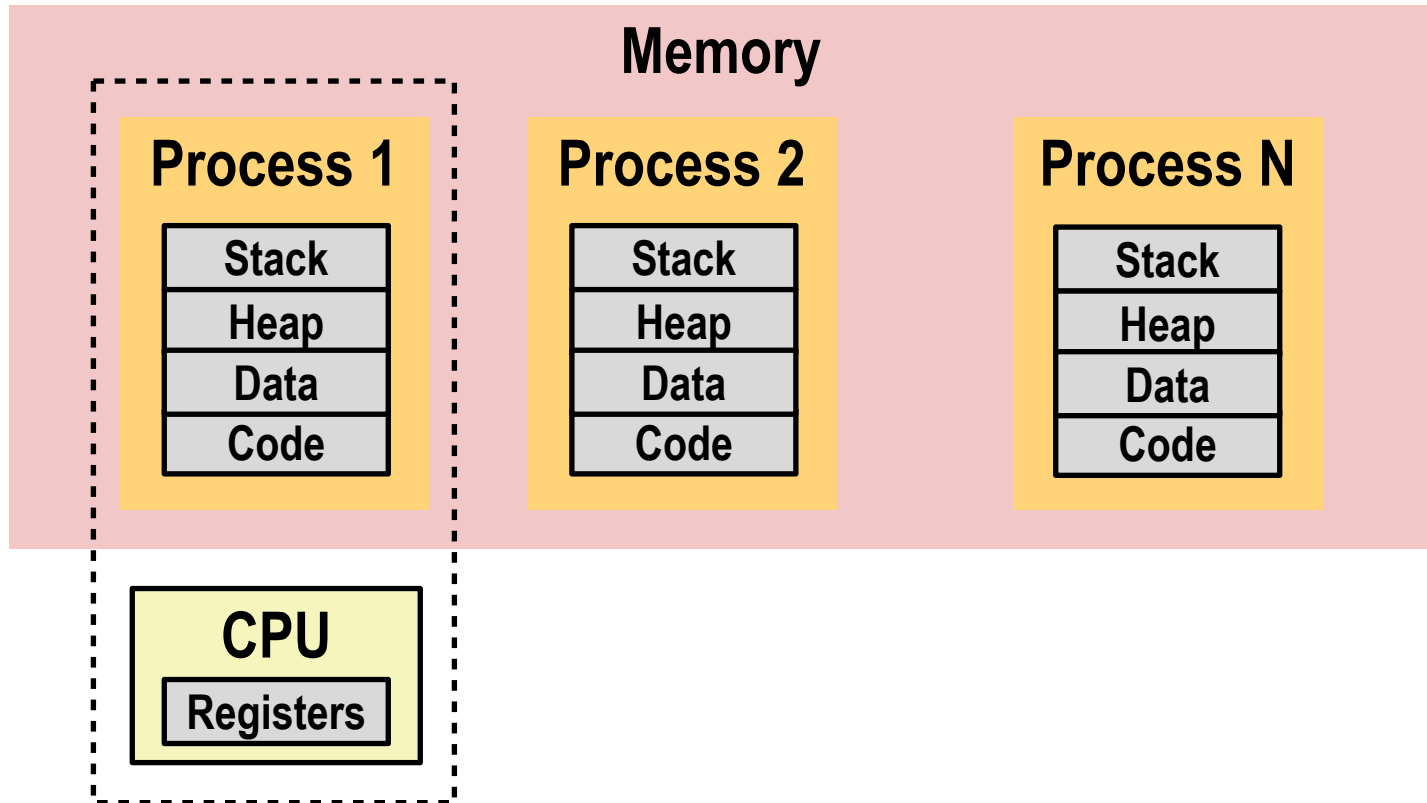 Memory
Process 1
Stack
Heap
Data
Code
Process 2
Stack
Heap
Data
Code
Process N
Stack
Heap
Data
Code
CPU
Registers